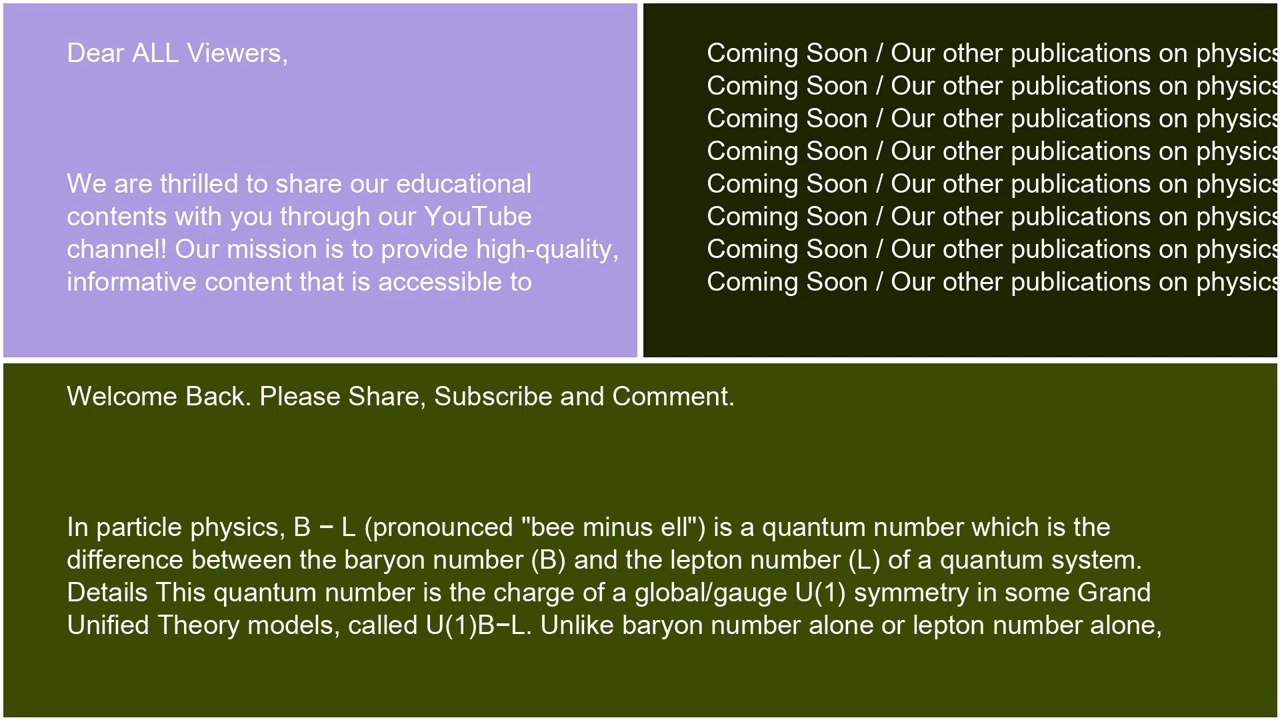 Dear ALL Viewers,
We are thrilled to share our educational
contents with you through our YouTube
channel! Our mission is to provide high-quality,
informative content that is accessible to
Coming Soon / Our other publications on physics
Coming Soon / Our other publications on physics
Coming Soon / Our other publications on physics
Coming Soon / Our other publications on physics
Coming Soon / Our other publications on physics
Coming Soon / Our other publications on physics
Coming Soon / Our other publications on physics
Coming Soon / Our other publications on physics
Welcome Back. Please Share, Subscribe and Comment.
In particle physics, B − L (pronounced "bee minus ell") is a quantum number which is the
difference between the baryon number (B) and the lepton number (L) of a quantum system.
Details This quantum number is the charge of a global/gauge U(1) symmetry in some Grand
Unified Theory models, called U(1)B−L. Unlike baryon number alone or lepton number alone,